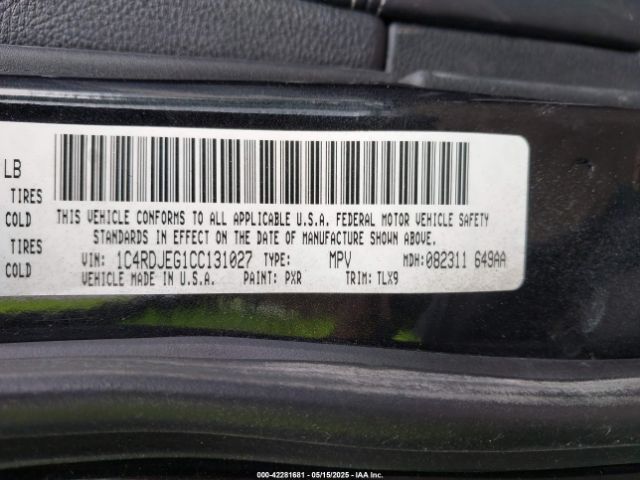 LB
TIRES
COLD
TIRES
COLD
THIS VEHICLE CONFORMS TO ALL APPLICABLE U.S.A. FEDERAL MOTOR VEHICLE SAFETY
STANDARDS IN EFFECT ON THE DATE OF MANUFACTURE SHOWN ABOVE.
VIN: 1C4RDJEG1CC131027 TYPE: MPV MDH: 082311 649AA
VEHICLE MADE IN U.S.A. PAINT: PXR TRIM: TLX9
000-42281681 - 05/15/2025 - IAA Inc.